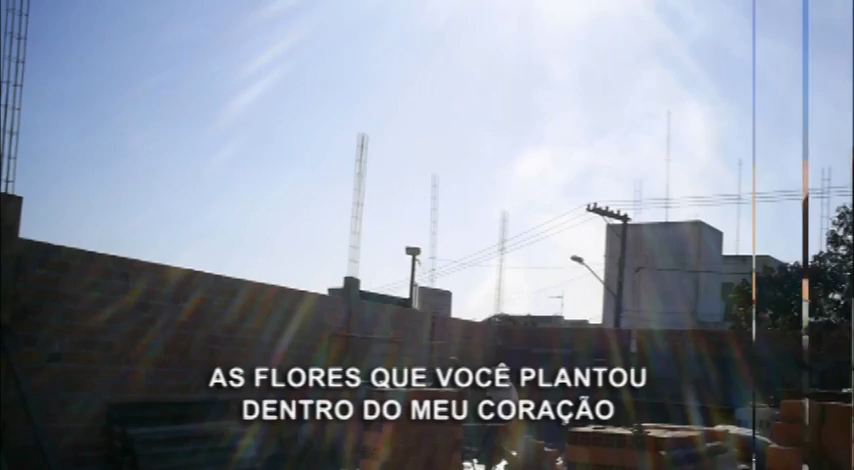 AS FLORES QUE VOCÊ PLANTOU
DENTRO DO MEU CORAÇÃO